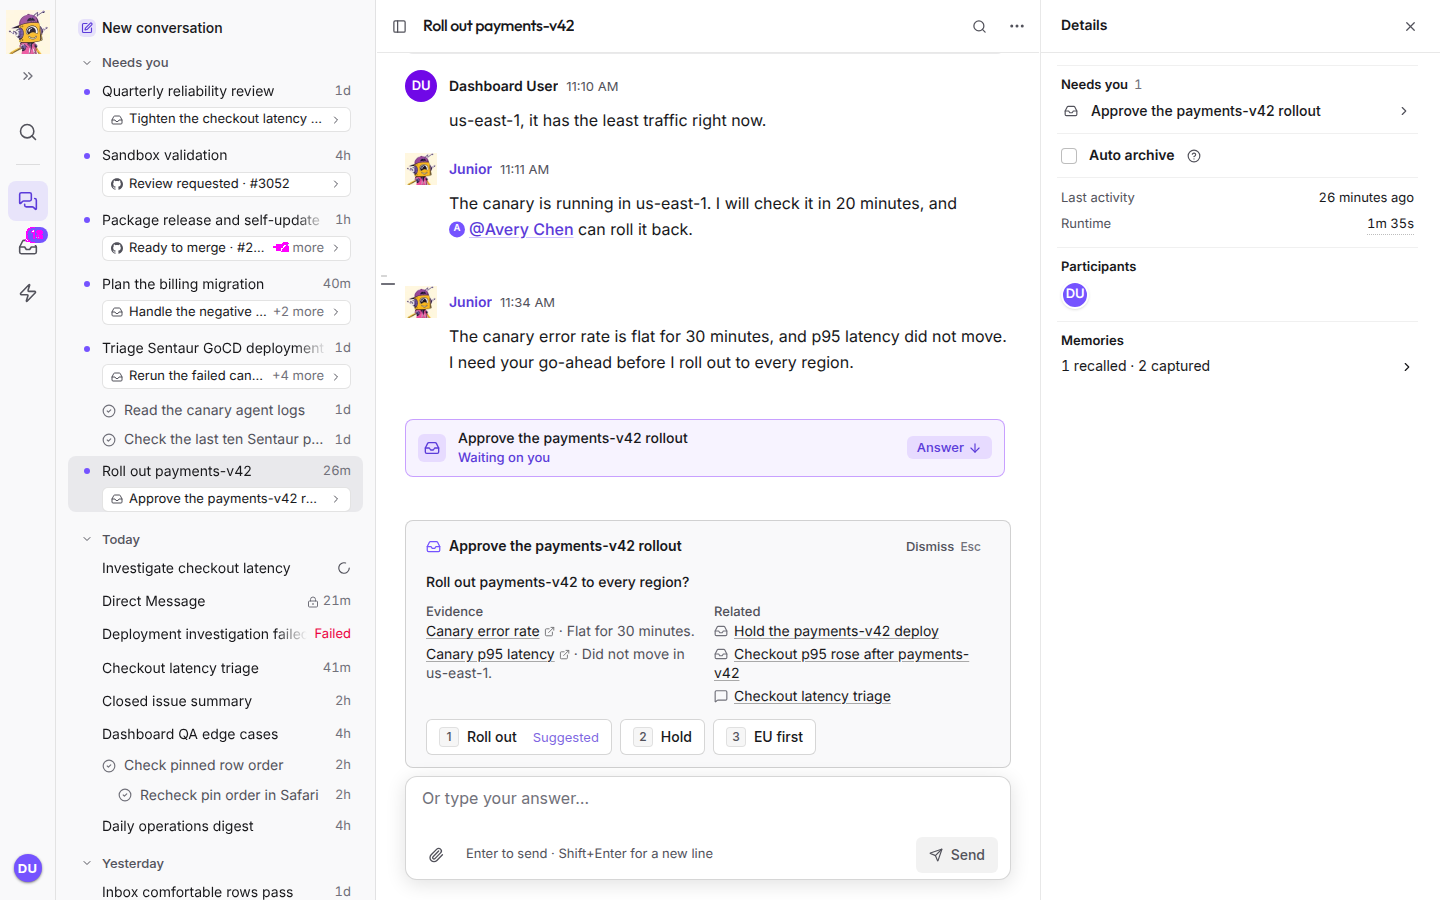 New conversation
Needs you
Quarterly reliability review 1d
Tighten the checkout latency ...
Sandbox validation 4h
Review requested · #3052
Package release and self-update 1h
Ready to merge · #2... more
Plan the billing migration 40m
Handle the negative ... +2 more
Triage Sentaur GoCD deployment 1d
Rerun the failed can... +4 more
Read the canary agent logs 1d
Check the last ten Sentaur p... 1d
Roll out payments-v42 26m
Approve the payments-v42 r...
Today
Investigate checkout latency
Direct Message 21m
Deployment investigation failed Failed
Checkout latency triage 41m
Closed issue summary 2h
Dashboard QA edge cases 4h
Check pinned row order 2h
Recheck pin order in Safari 2h
Daily operations digest 4h
Yesterday
Inbox comfortable rows pass 1d
DU
Roll out payments-v42
DU Dashboard User 11:10 AM
us-east-1, it has the least traffic right now.
Junior 11:11 AM
The canary is running in us-east-1. I will check it in 20 minutes, and
A @Avery Chen can roll it back.
Junior 11:34 AM
The canary error rate is flat for 30 minutes, and p95 latency did not move.
I need your go-ahead before I roll out to every region.
Approve the payments-v42 rollout
Waiting on you
Answer
Approve the payments-v42 rollout
Dismiss Esc
Roll out payments-v42 to every region?
Evidence
Canary error rate · Flat for 30 minutes.
Canary p95 latency · Did not move in
us-east-1.
Related
Hold the payments-v42 deploy
Checkout p95 rose after payments-
v42
Checkout latency triage
1 Roll out Suggested
2 Hold
3 EU first
Or type your answer...
Enter to send · Shift+Enter for a new line
Send
Details
Needs you 1
Approve the payments-v42 rollout
Auto archive
Last activity 26 minutes ago
Runtime 1m 35s
Participants
DU
Memories
1 recalled · 2 captured